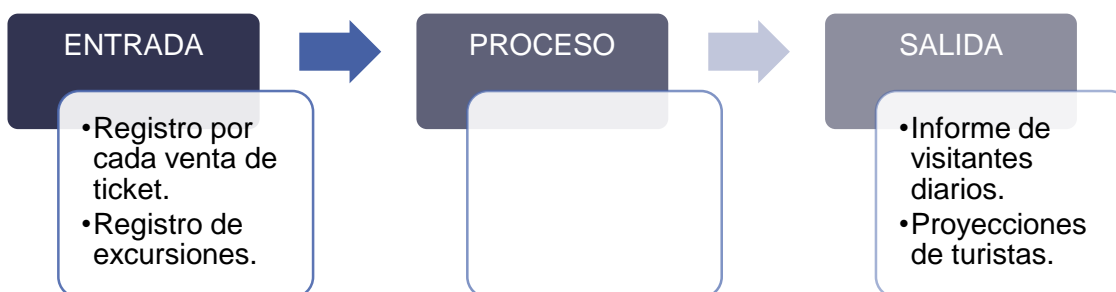 ENTRADA
•Registro por
cada venta de
ticket.
•Registro de
excursiones.
PROCESO
SALIDA
•Informe de
visitantes
diarios.
•Proyecciones
de turistas.